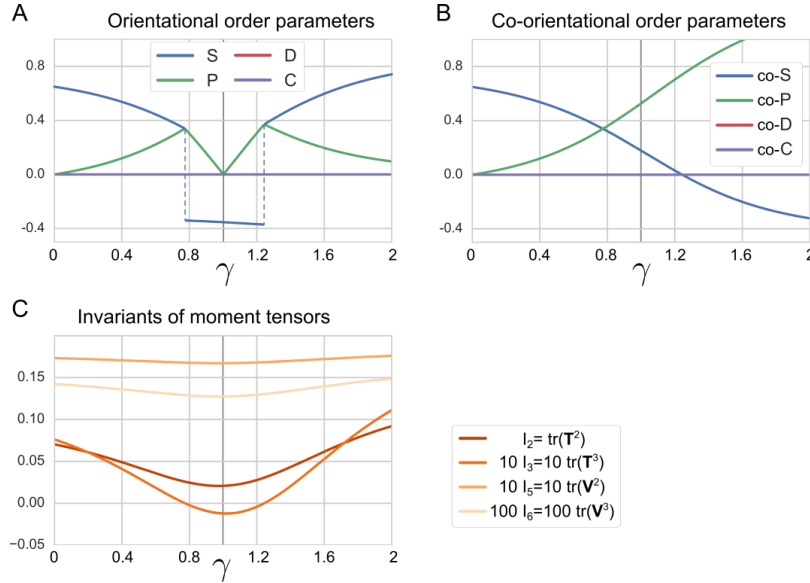 A
Orientational order parameters
S
D
P
C
0.8
0.4
0.0
-0.4
0
0.4
0.8
1.2
1.6
2
γ
B
Co-orientational order parameters
co-S
co-P
co-D
co-C
0.8
0.4
0.0
-0.4
0
0.4
0.8
1.2
1.6
2
γ
C
Invariants of moment tensors
0.15
0.10
0.05
0.00
−0.05
0
0.4
0.8
1.2
1.6
2
γ
I₂= tr(T²)
10 I₃=10 tr(T³)
10 I₅=10 tr(V²)
100 I₆=100 tr(V³)